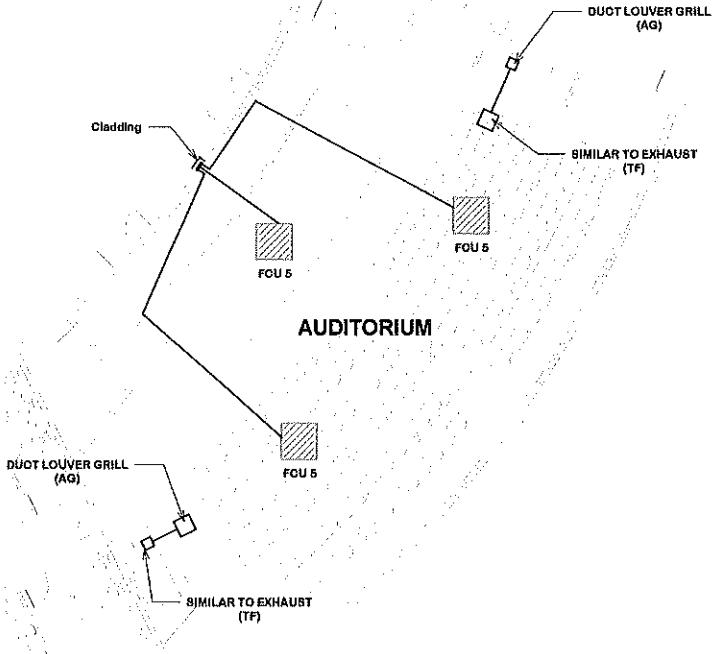 DUCT LOUVER GRILL
(AG)
Cladding
SIMILAR TO EXHAUST
(TF)
FCU 5
FCU 5
AUDITORIUM
FCU 5
DUCT LOUVER GRILL
(AG)
SIMILAR TO EXHAUST
(TF)